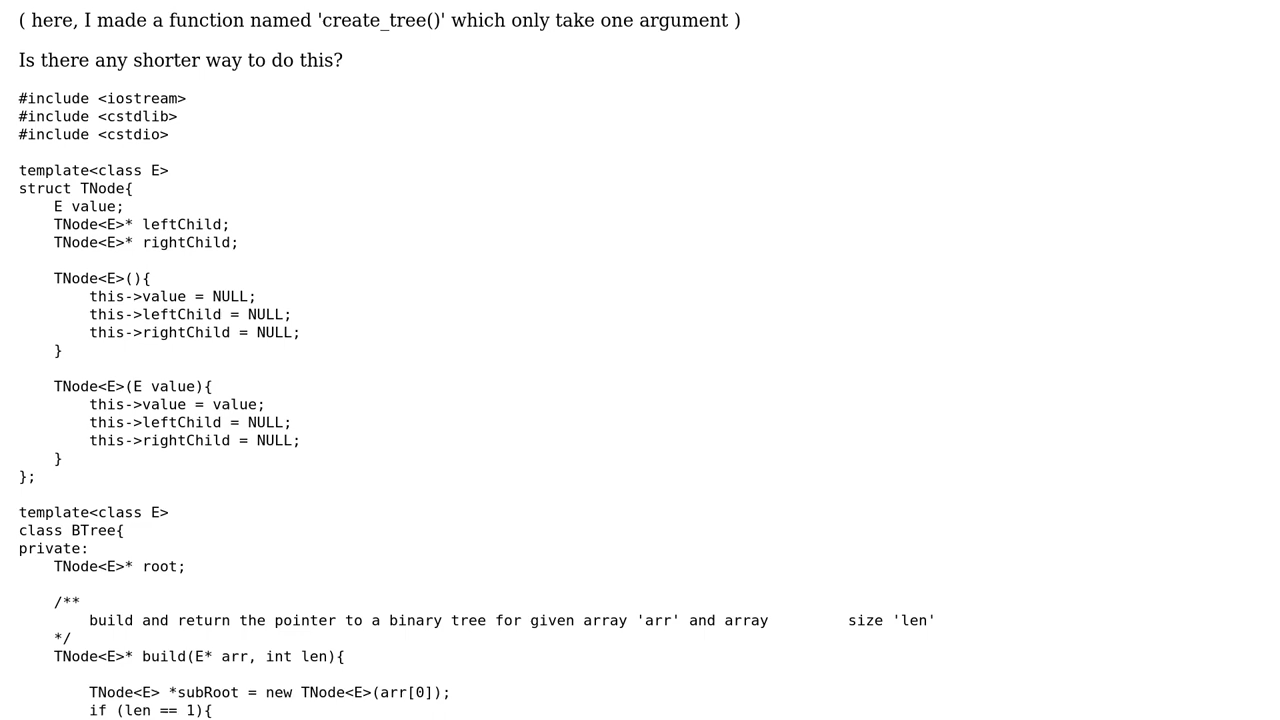 ( here, I made a function named 'create_tree()' which only take one argument )
Is there any shorter way to do this?
#include <iostream>
#include <cstdlib>
#include <cstdio>
template<class E>
struct TNode{
    E value;
    TNode<E>* leftChild;
    TNode<E>* rightChild;
    TNode<E>(){
        this->value = NULL;
        this->leftChild = NULL;
        this->rightChild = NULL;
    }
    TNode<E>(E value){
        this->value = value;
        this->leftChild = NULL;
        this->rightChild = NULL;
    }
};
template<class E>
class BTree{
private:
    TNode<E>* root;
    /**
        build and return the pointer to a binary tree for given array 'arr' and array         size 'len'
    */
    TNode<E>* build(E* arr, int len){
        TNode<E> *subRoot = new TNode<E>(arr[0]);
        if (len == 1){